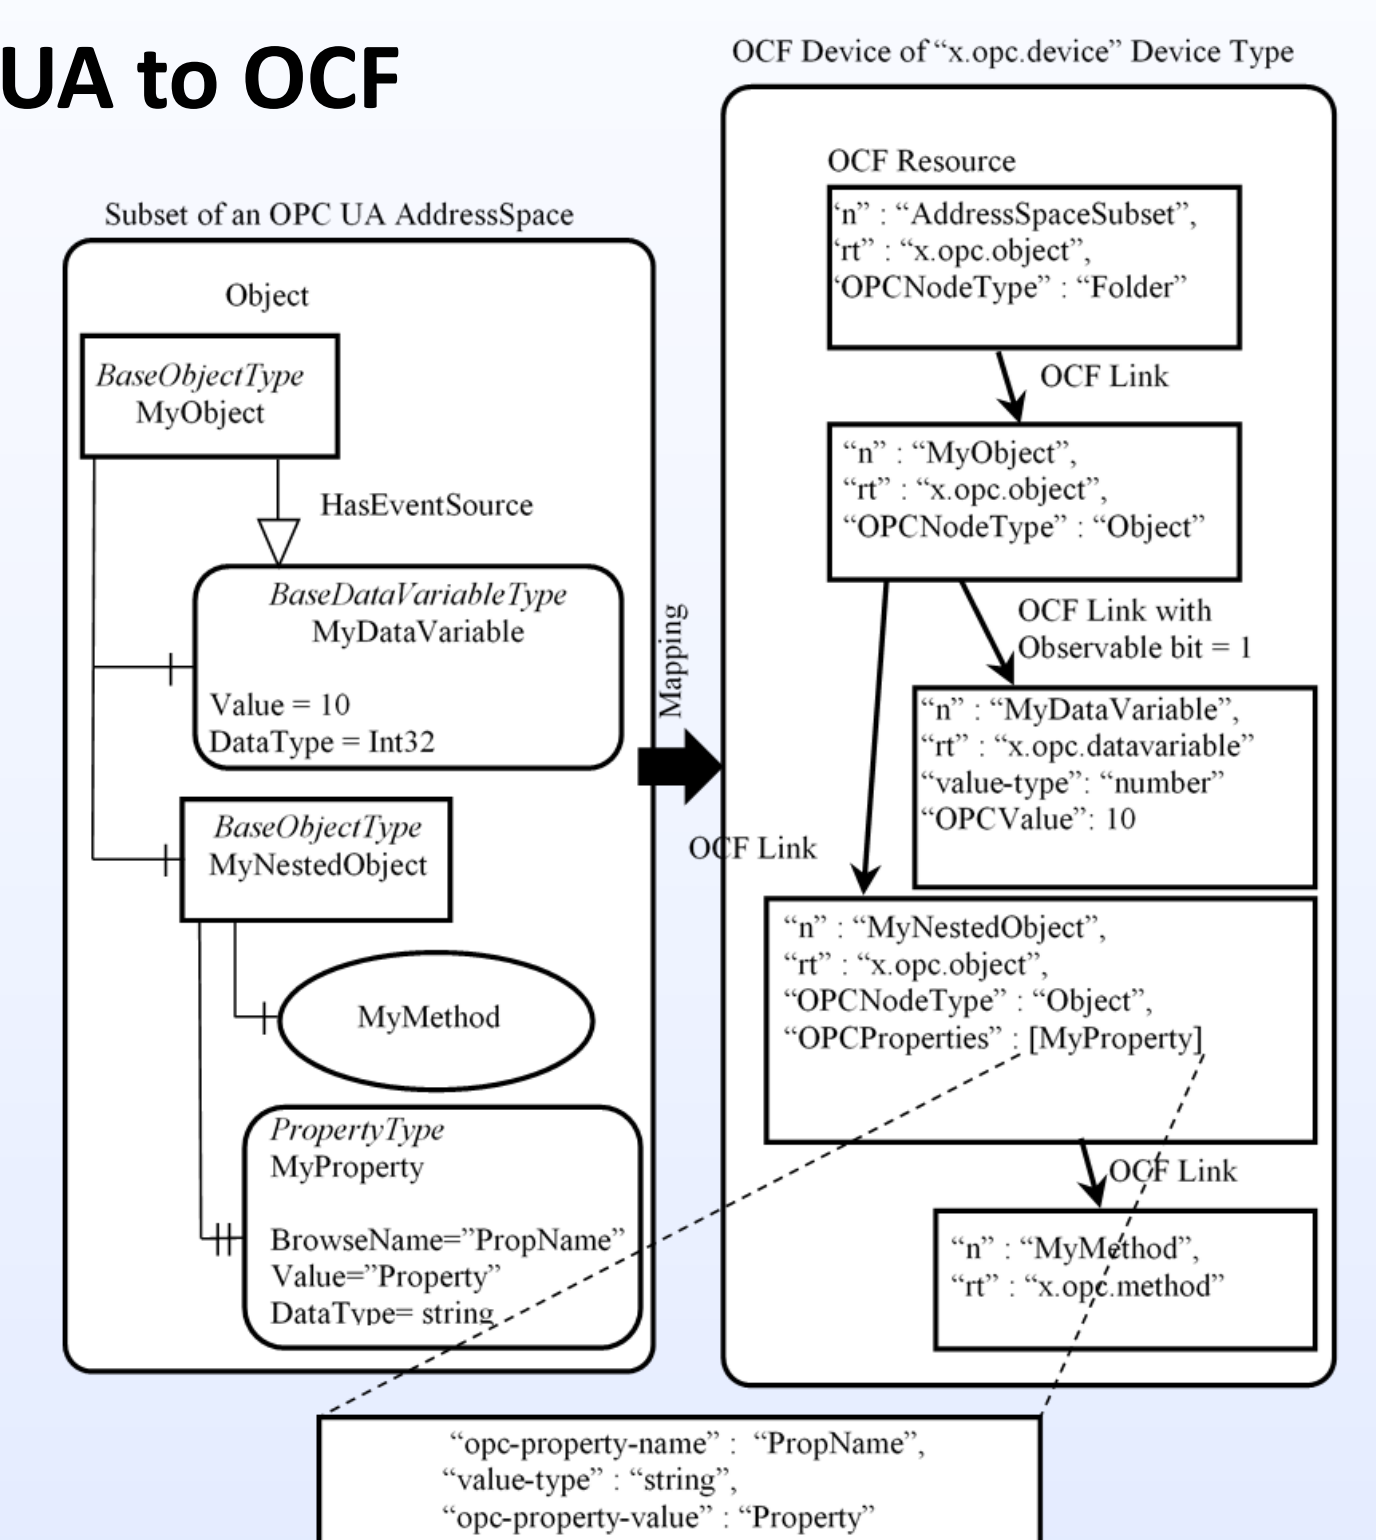 UA to OCF
Subset of an OPC UA AddressSpace
Object
BaseObjectType
MyObject
HasEventSource
BaseDataVariableType
MyDataVariable
Value = 10
DataType = Int32
BaseObjectType
MyNestedObject
MyMethod
PropertyType
MyProperty
BrowseName=”PropName”
Value=”Property”
DataType= string
Mapping
OCF Device of “x.opc.device” Device Type
OCF Resource
‘n” : “AddressSpaceSubset”,
‘rt” : “x.opc.object”,
‘OPCNodeType” : “Folder”
OCF Link
“n” : “MyObject”,
“rt” : “x.opc.object”,
“OPCNodeType” : “Object”
OCF Link with
Observable bit = 1
“n” : “MyDataVariable”,
“rt” : “x.opc.datavariable”
“value-type”: “number”
“OPCValue”: 10
OCF Link
“n” : “MyNestedObject”,
“rt” : “x.opc.object”,
“OPCNodeType” : “Object”,
“OPCProperties” : [MyProperty]
OCF Link
“n” : “MyMethod”,
“rt” : “x.opc.method”
“opc-property-name” : “PropName”,
“value-type” : “string”,
“opc-property-value” : “Property”